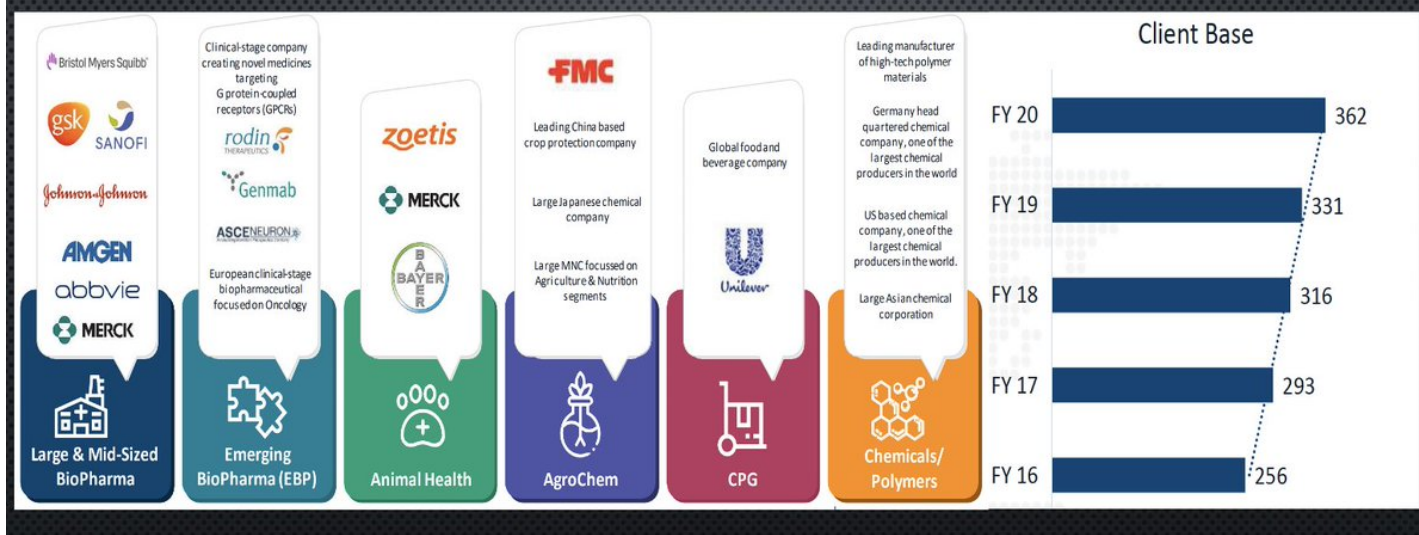 Bristol Myers Squibb
gsk
SANOFI
Johnson & Johnson
AMGEN
abbvie
MERCK
Large & Mid-Sized
BioPharma
Clinical-stage company
creating novel medicines
targeting
G protein-coupled
receptors (GPCRs)
rodin
THERAPEUTICS
Genmab
ASCENEURON
European clinical-stage
biopharmaceutical
focused on Oncology
Emerging
BioPharma (EBP)
zoetis
MERCK
BAYER
BAYER
Animal Health
FMC
Leading China based
crop protection company
Large Japanese chemical
company
Large MNC focussed on
Agriculture & Nutrition
segments
AgroChem
Global food and
beverage company
Unilever
CPG
Leading manufacturer
of high-tech polymer
materials
Germany head
quartered chemical
company, one of the
largest chemical
producers in the world
US based chemical
company, one of the
largest chemical
producers in the world.
Large Asian chemical
corporation
Chemicals/
Polymers
Client Base
FY 20 362
FY 19 331
FY 18 316
FY 17 293
FY 16 256